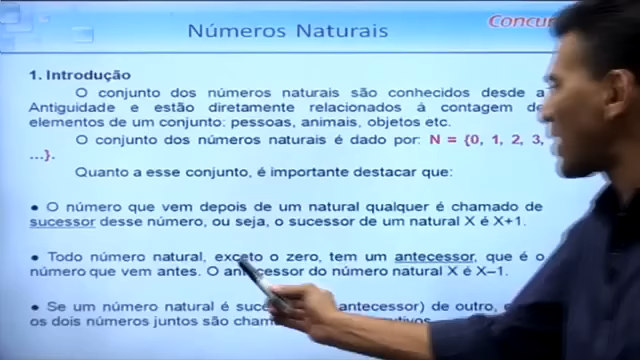 Números Naturais
Concur
1. Introdução
O conjunto dos números naturais são conhecidos desde a
Antiguidade e estão diretamente relacionados à contagem de
elementos de um conjunto: pessoas, animais, objetos etc.
O conjunto dos números naturais é dado por: N = {0, 1, 2, 3,
...}.
Quanto a esse conjunto, é importante destacar que:
● O número que vem depois de um natural qualquer é chamado de
sucessor desse número, ou seja, o sucessor de um natural X é X+1.
● Todo número natural, exceto o zero, tem um antecessor, que é o
número que vem antes. O antecessor do número natural X é X–1.
● Se um número natural é antecessor) de outro,
os dois números juntos são